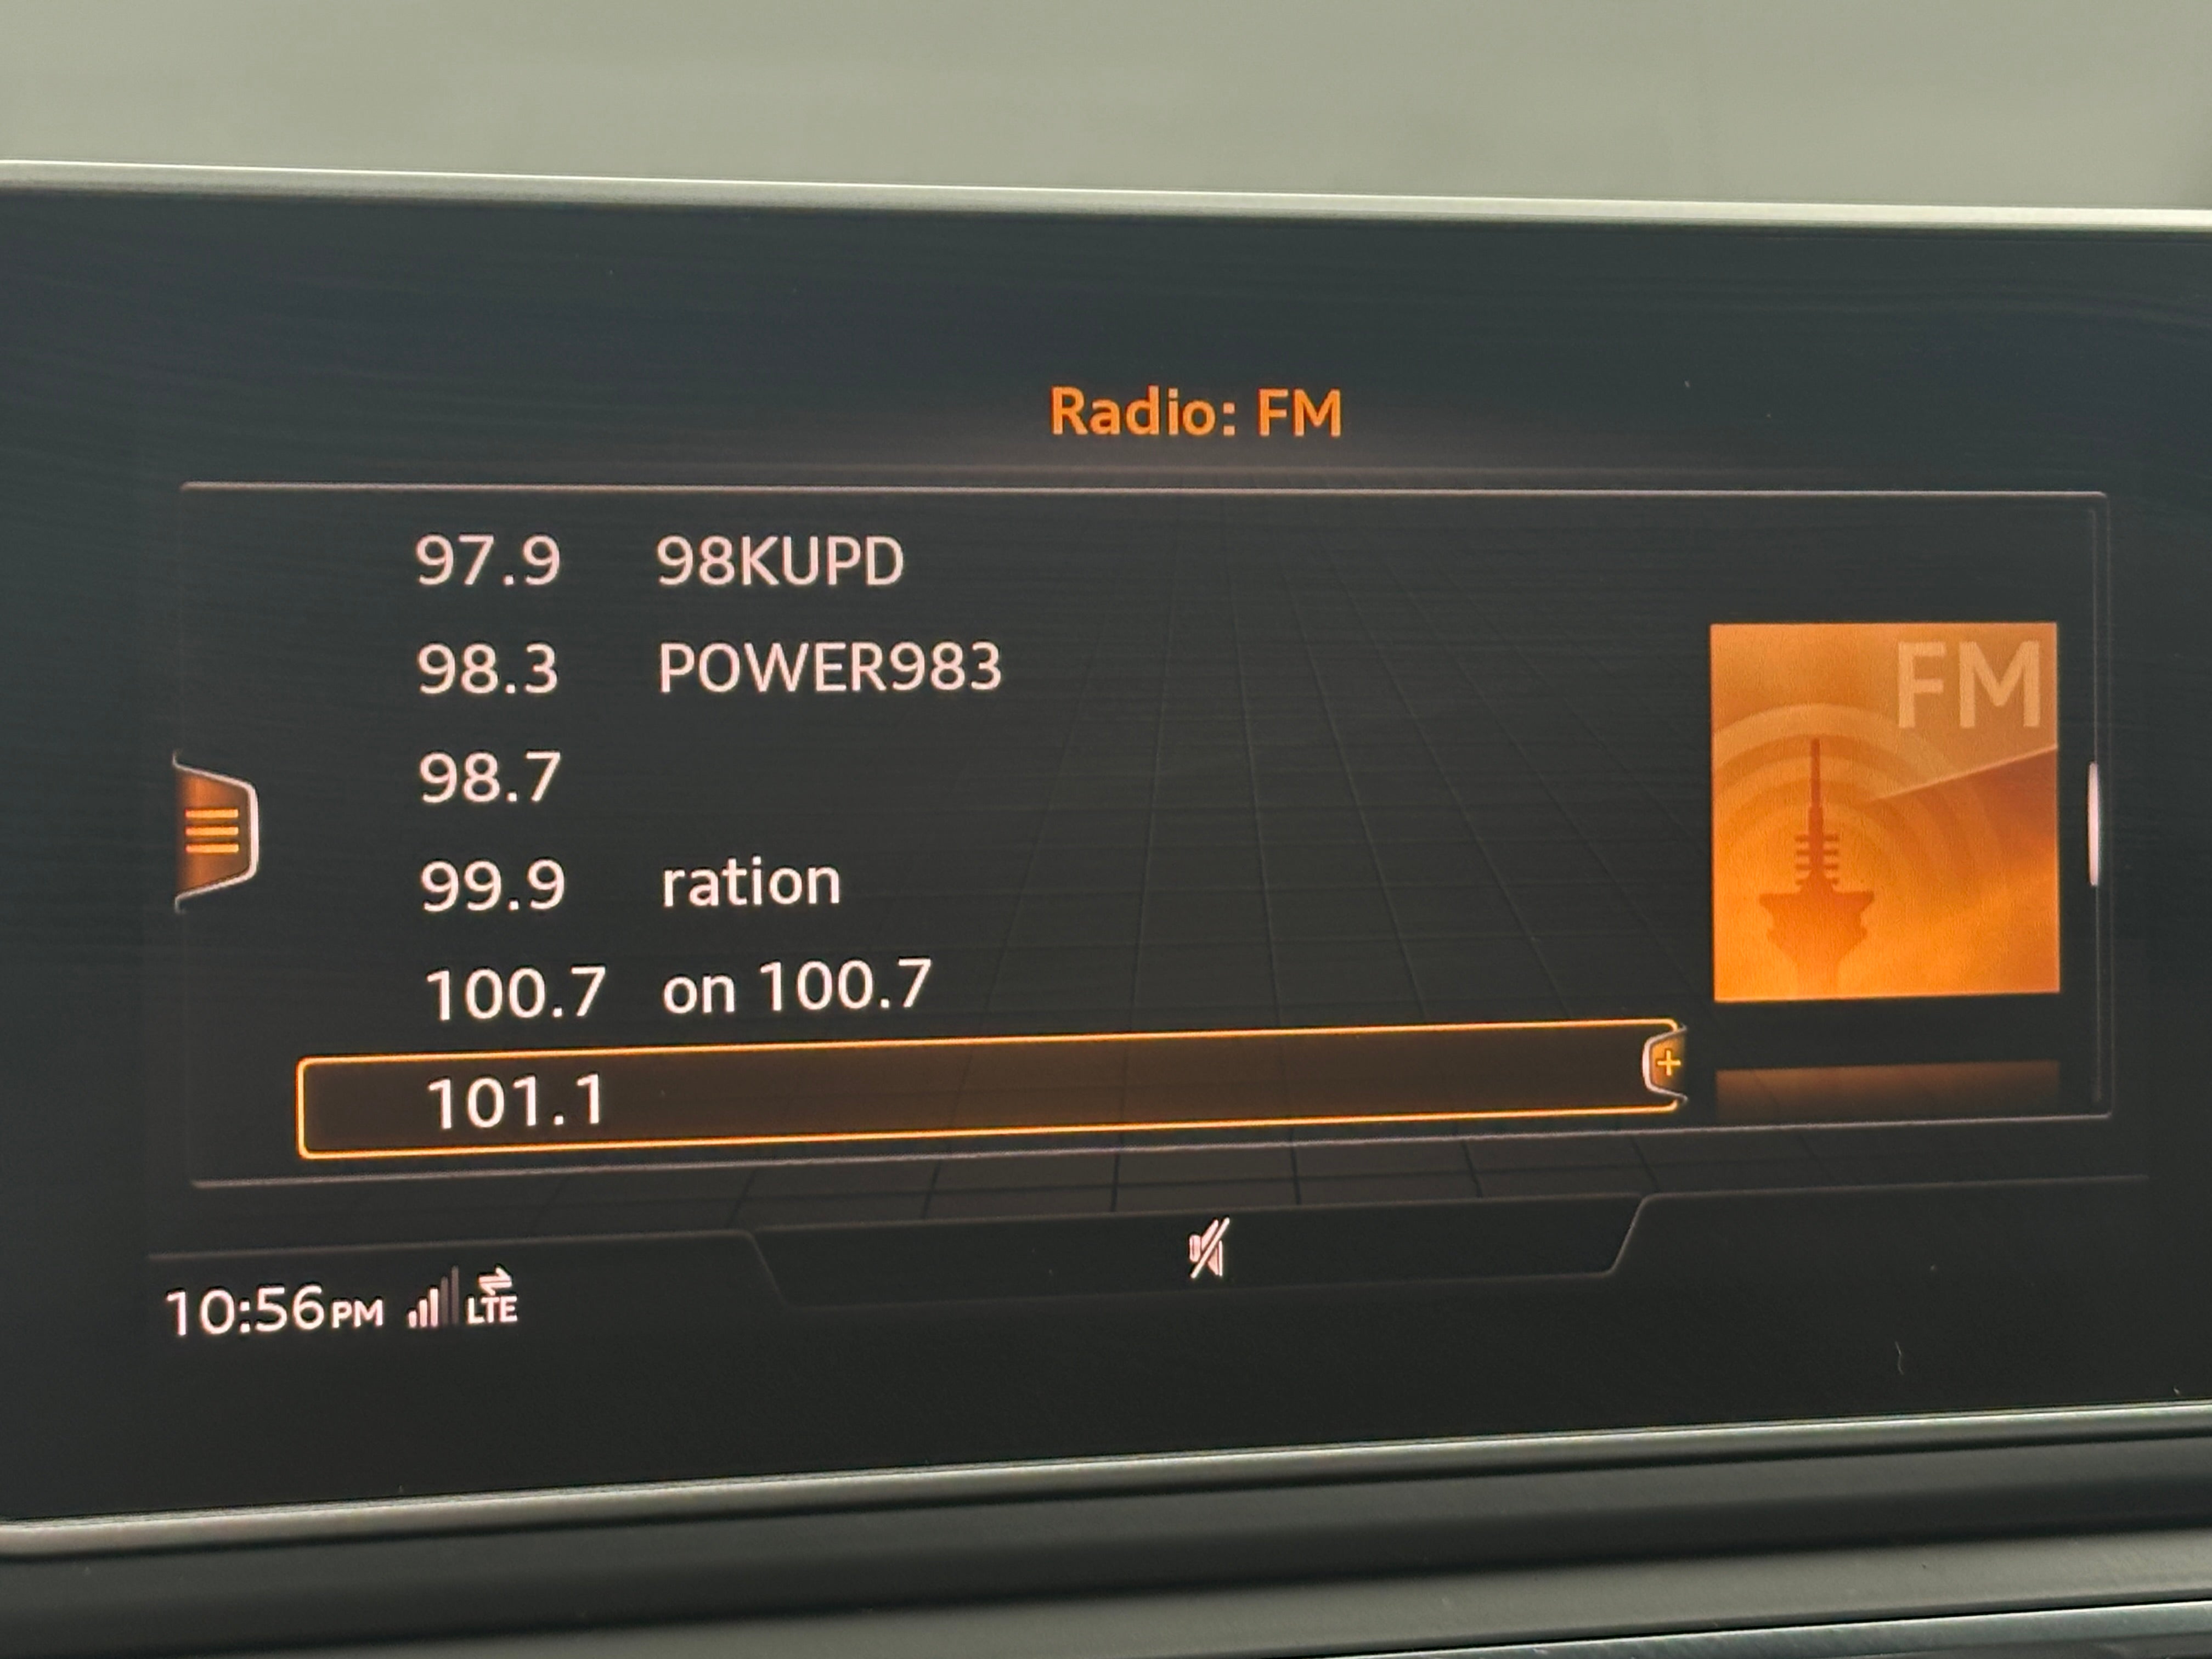 Radio: FM
97.9 98KUPD
98.3 POWER983
98.7
99.9 ration
100.7 on 100.7
101.1
FM
10:56PM LTE